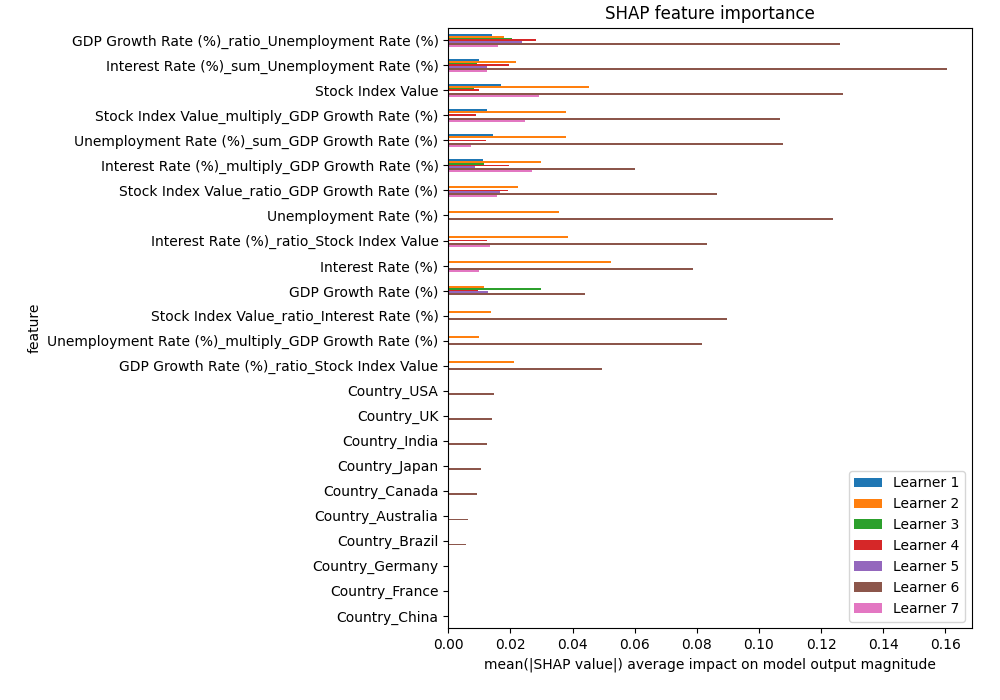 SHAP feature importance
GDP Growth Rate (%)_ratio_Unemployment Rate (%)
Interest Rate (%)_sum_Unemployment Rate (%)
Stock Index Value
Stock Index Value_multiply_GDP Growth Rate (%)
Unemployment Rate (%)_sum_GDP Growth Rate (%)
Interest Rate (%)_multiply_GDP Growth Rate (%)
Stock Index Value_ratio_GDP Growth Rate (%)
Unemployment Rate (%)
Interest Rate (%)_ratio_Stock Index Value
Interest Rate (%)
GDP Growth Rate (%)
Stock Index Value_ratio_Interest Rate (%)
Unemployment Rate (%)_multiply_GDP Growth Rate (%)
GDP Growth Rate (%)_ratio_Stock Index Value
Country_USA
Country_UK
Country_India
Country_Japan
Country_Canada
Country_Australia
Country_Brazil
Country_Germany
Country_France
Country_China
feature
Learner 1
Learner 2
Learner 3
Learner 4
Learner 5
Learner 6
Learner 7
0.00 0.02 0.04 0.06 0.08 0.10 0.12 0.14 0.16
mean(|SHAP value|) average impact on model output magnitude